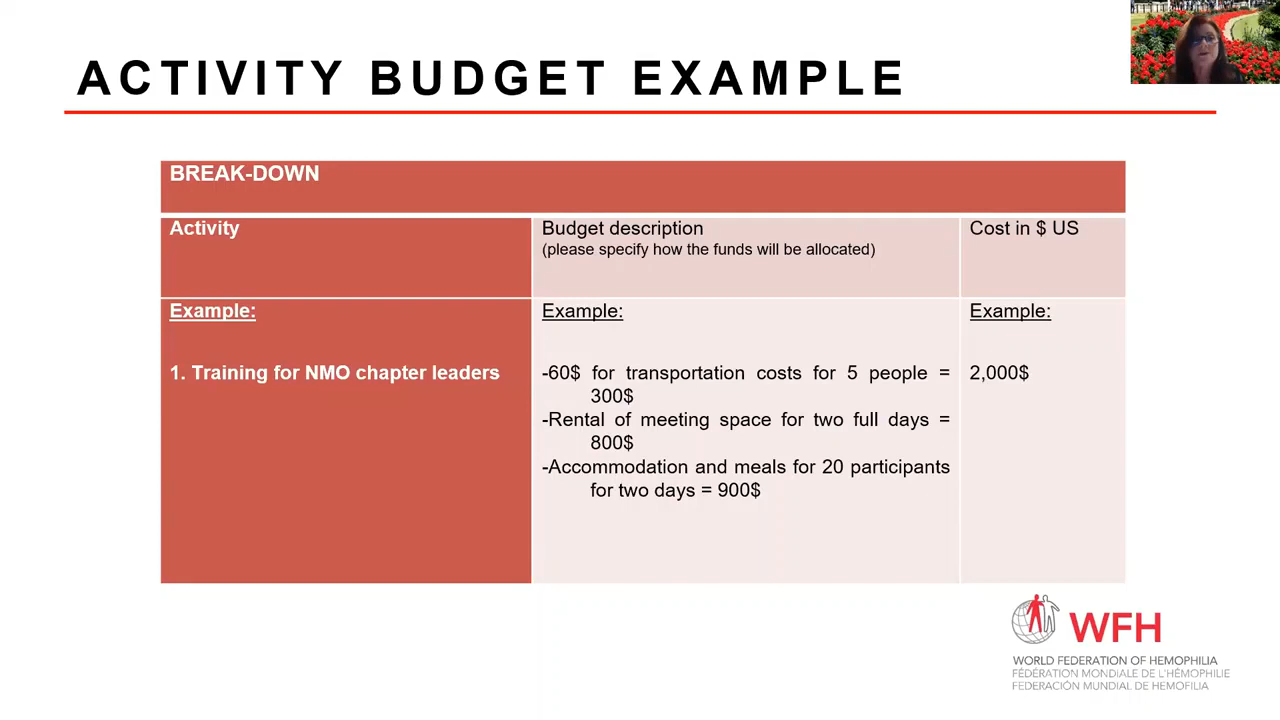 ACTIVITY BUDGET EXAMPLE
BREAK-DOWN
Activity
Budget description
(please specify how the funds will be allocated)
Cost in $ US
Example:
1. Training for NMO chapter leaders
Example:
-60$ for transportation costs for 5 people =
300$
-Rental of meeting space for two full days =
800$
-Accommodation and meals for 20 participants
for two days = 900$
Example:
2,000$
WFH
WORLD FEDERATION OF HEMOPHILIA
FÉDÉRATION MONDIALE DE L'HÉMOPHILIE
FEDERACIÓN MUNDIAL DE HEMOFILIA